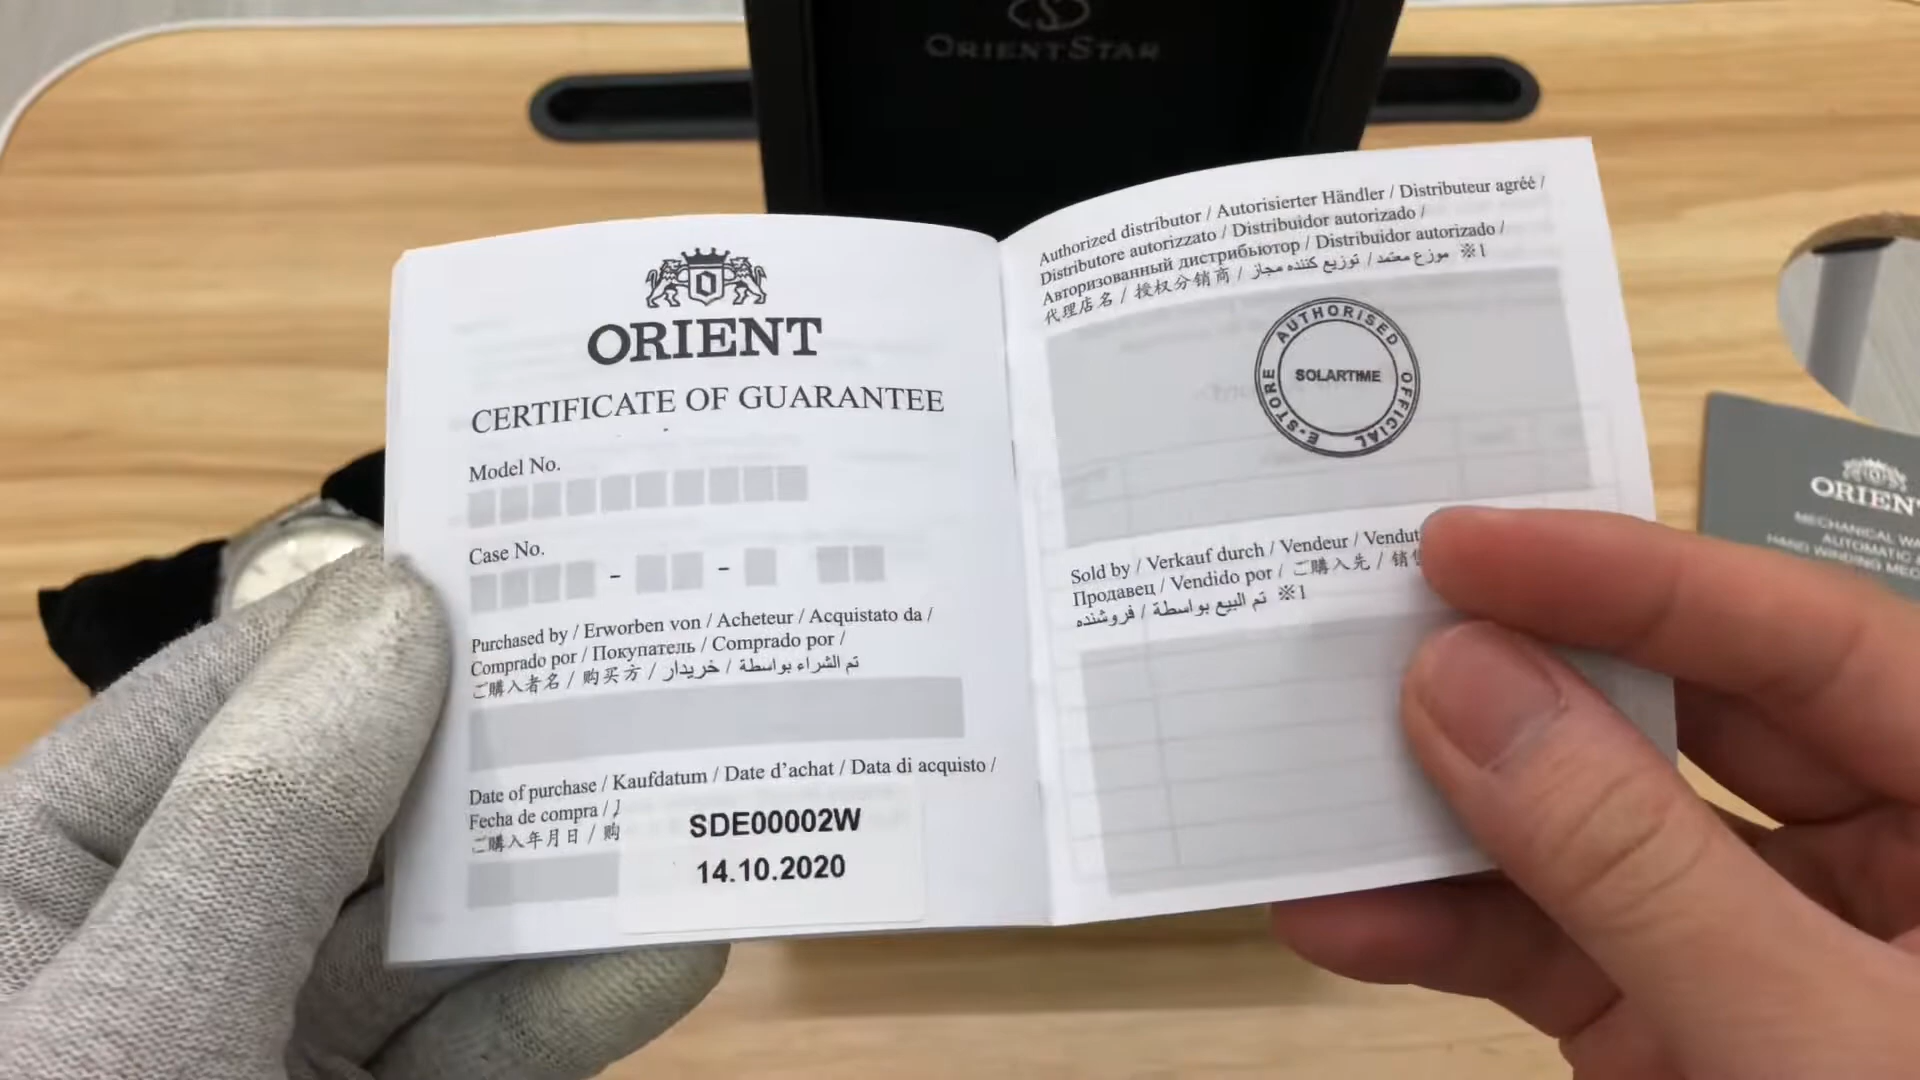 ORIENT STAR
ORIENT
CERTIFICATE OF GUARANTEE
Model No.
Case No.
- -
Purchased by / Erworben von / Acheteur / Acquistato da /
Comprado por / Покупатель / Comprado por /
ご購入者名 / 购买方 / خریدار / تم الشراء بواسطة
Date of purchase / Kaufdatum / Date d’achat / Data di acquisto /
Fecha de compra /
ご購入年月日 / 购
SDE00002W
14.10.2020
Authorized distributor / Autorisierter Händler / Distributeur agréé /
Distributore autorizzato / Distribuidor autorizado /
Авторизованный дистрибьютор / Distribuidor autorizado /
代理店名 / 授权分销商 / توزیع کننده مجاز / موزع معتمد ※1
AUTHORISED OFFICIAL E-STORE
SOLARTIME
Sold by / Verkauf durch / Vendeur /
Продавец / Vendido por / ご購入先 / 销
فروشنده / تم البيع بواسطة ※1
ORIENT
MECHANICAL
AUTOMATIC
HAND WINDING